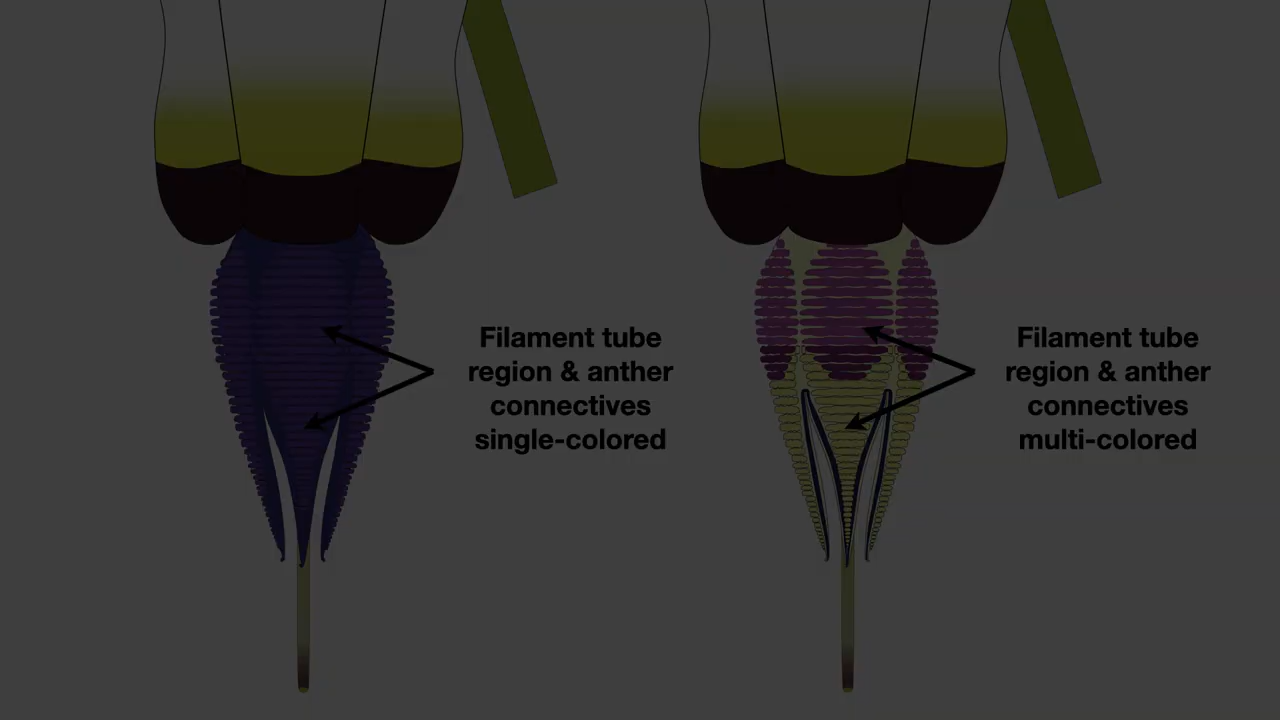 Filament tube
region & anther
connectives
single-colored
Filament tube
region & anther
connectives
multi-colored